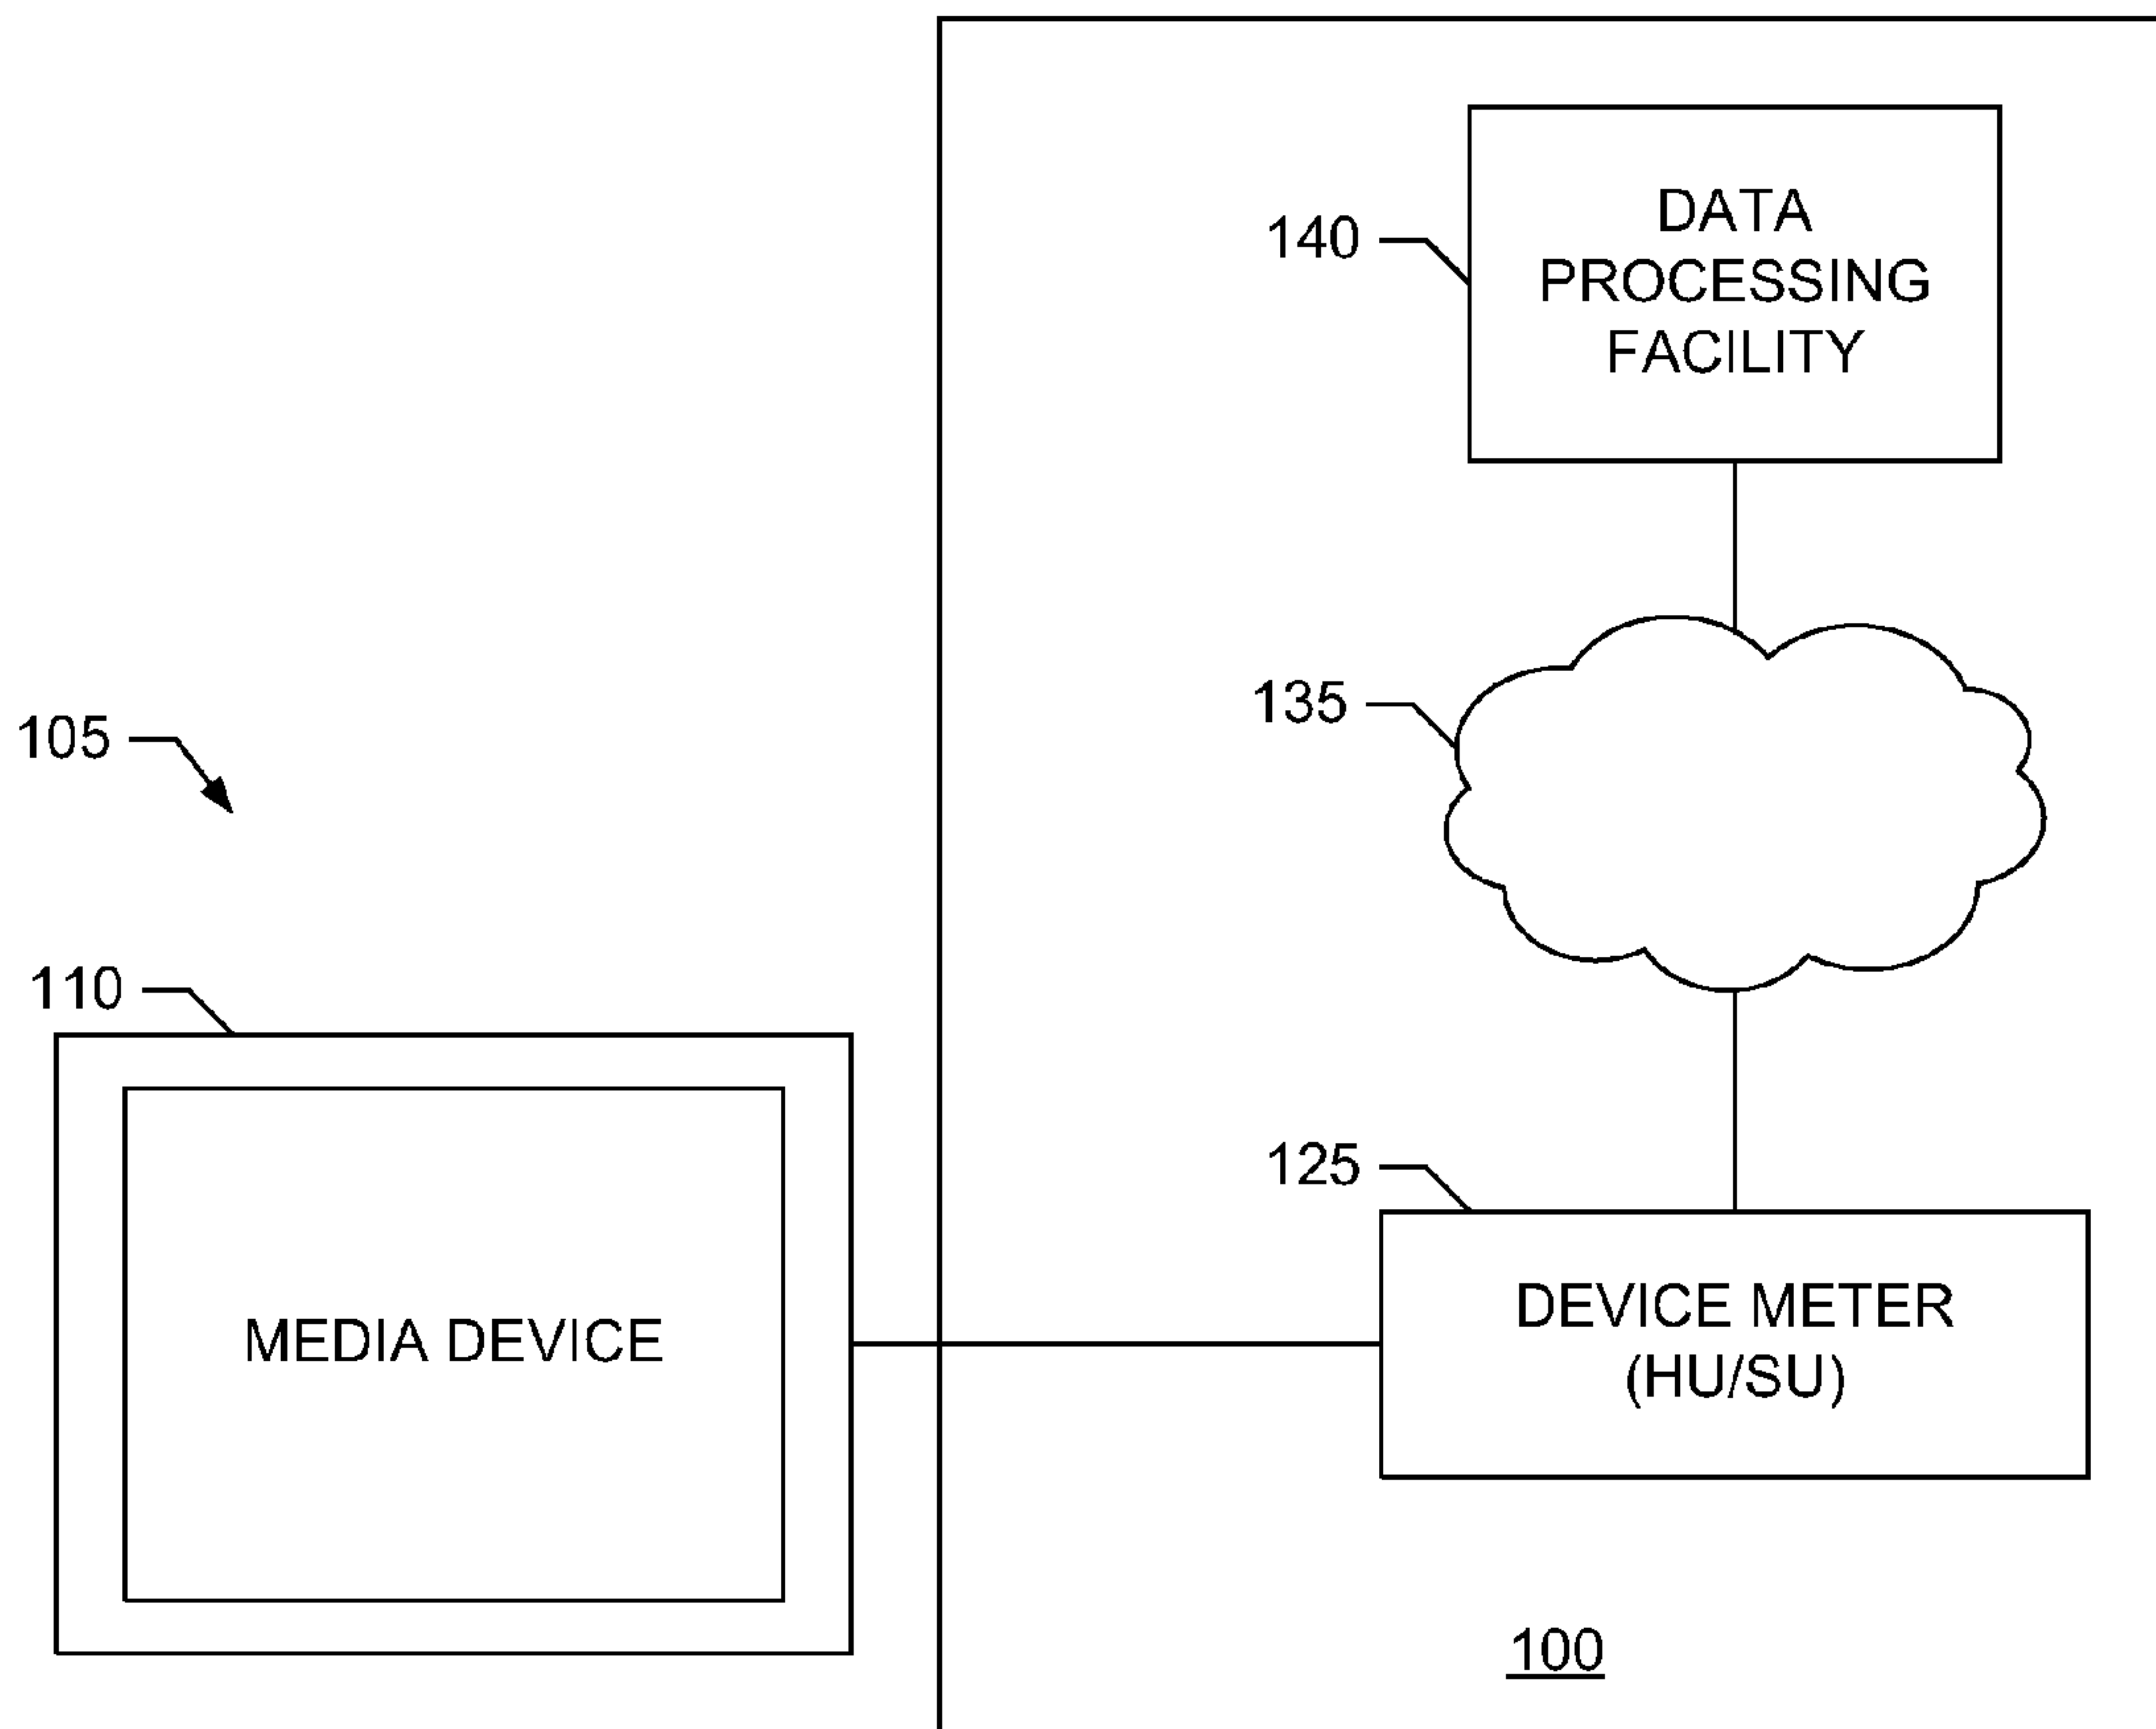 140
DATA
PROCESSING
FACILITY
135
105
110
MEDIA DEVICE
125
DEVICE METER
(HU/SU)
100